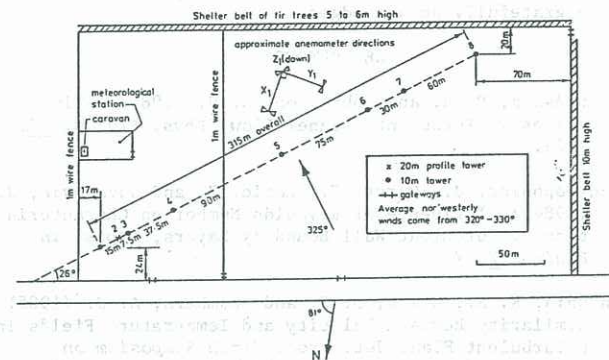 Shelter belt of fir trees 5 to 6m high
approximate anemometer directions
Z1(down)
Y1
X1
8
20m
70m
meteorological station
caravan
1m wire fence
1m wire fence
315m overall
7
60m
6
30m
5
75m
Shelter belt 10m high
17m
4
90m
3
2
1
37.5m
7.5m
15m
24m
26°
325°
x 20m profile tower
• 10m tower
gateways
Average nor'westerly
winds come from 320°-330°
50m
81°
N